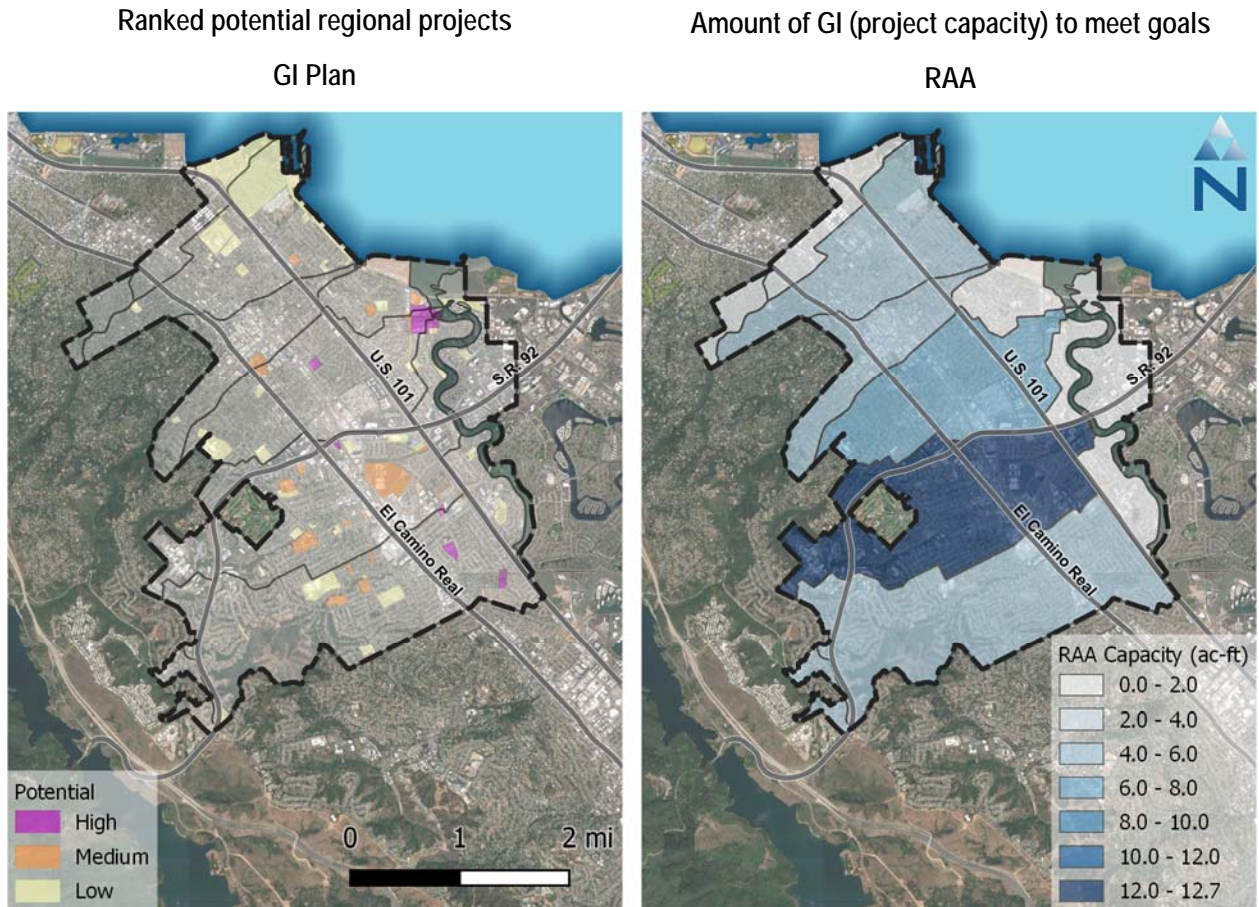 Ranked potential regional projects
GI Plan
Amount of GI (project capacity) to meet goals
RAA
U.S. 101
S.R. 92
El Camino Real
Potential
High
Medium
Low
0 1 2 mi
N
U.S. 101
S.R. 92
El Camino Real
RAA Capacity (ac-ft)
0.0 - 2.0
2.0 - 4.0
4.0 - 6.0
6.0 - 8.0
8.0 - 10.0
10.0 - 12.0
12.0 - 12.7